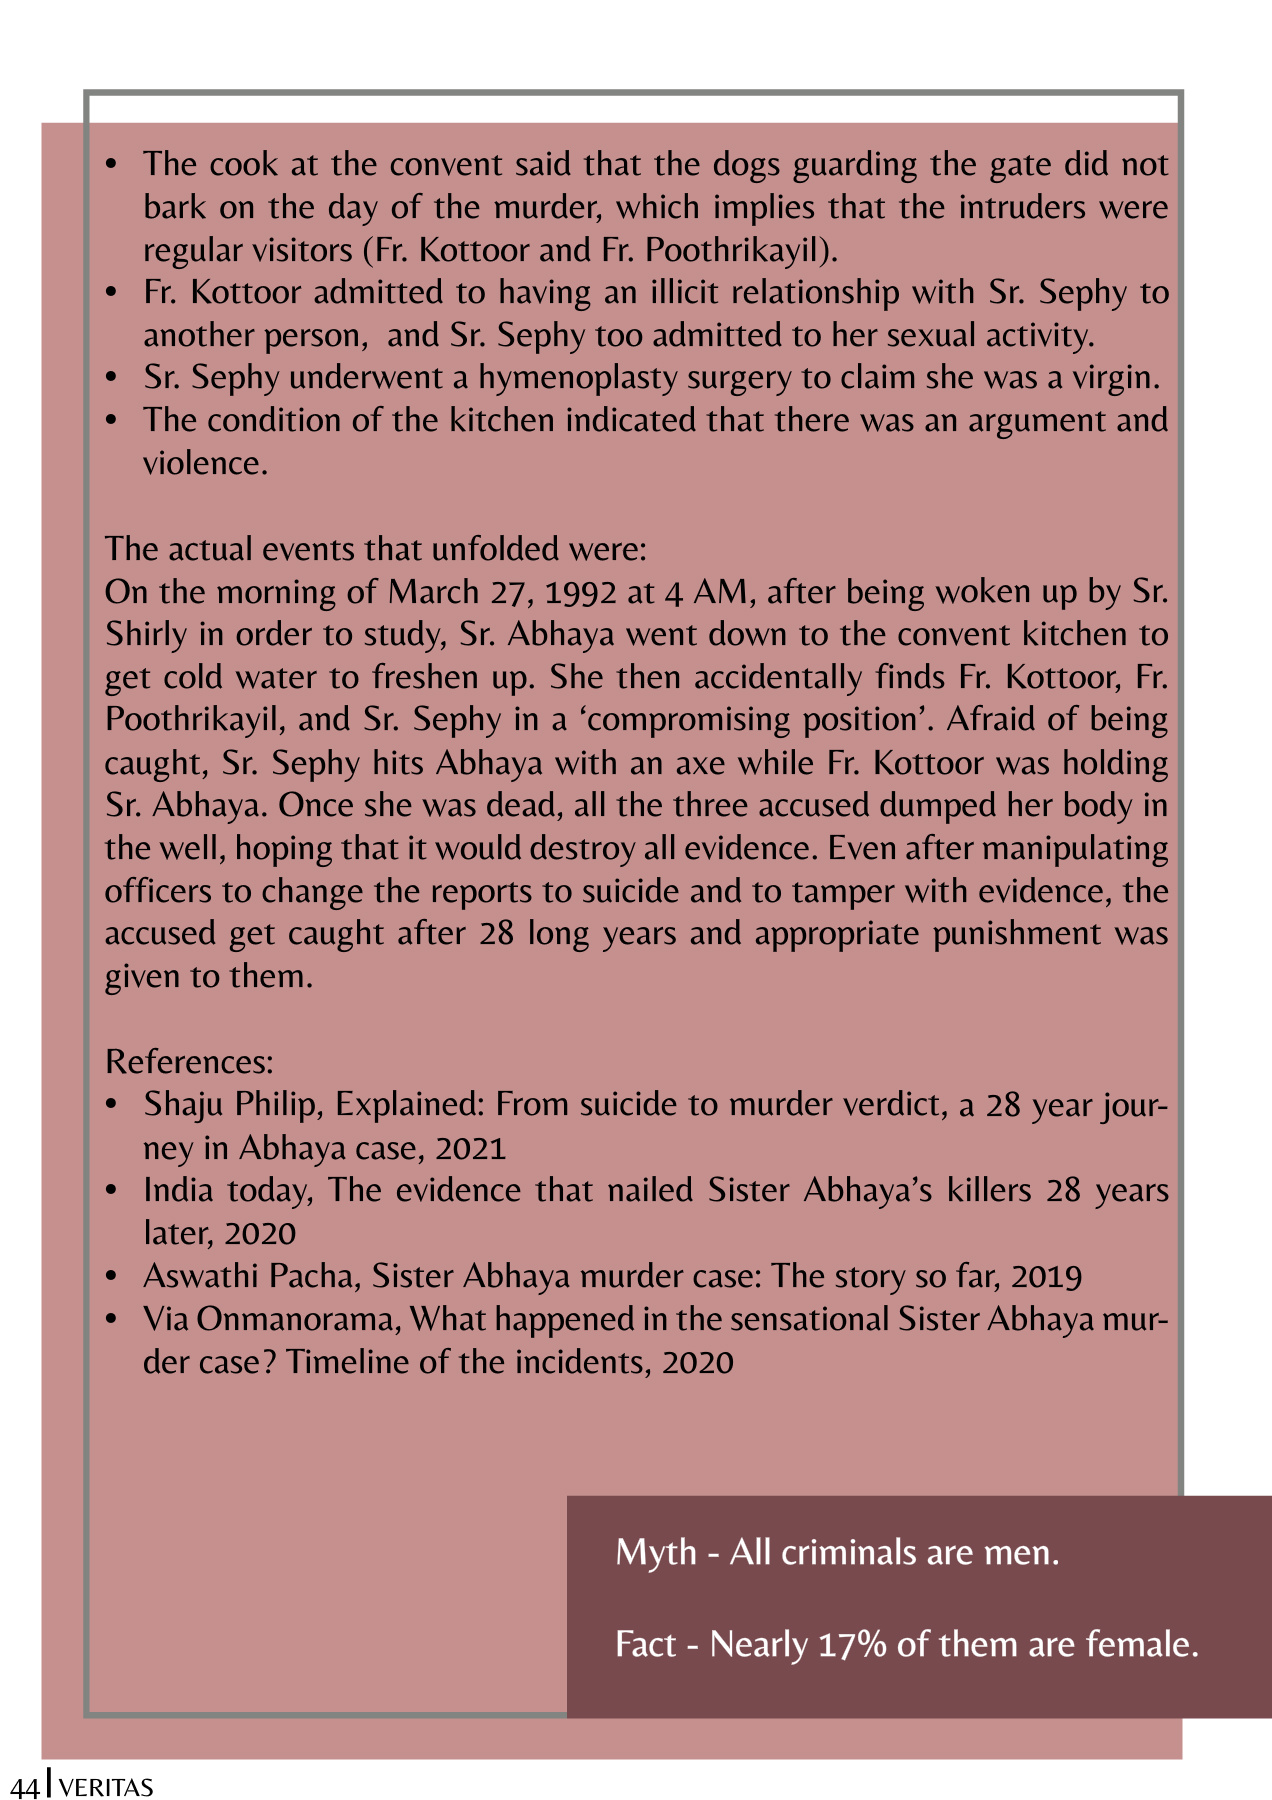 • The cook at the convent said that the dogs guarding the gate did not
bark on the day of the murder, which implies that the intruders were
regular visitors (Fr. Kottoor and Fr. Poothrikayil).
• Fr. Kottoor admitted to having an illicit relationship with Sr. Sephy to
another person,  and Sr. Sephy too admitted to her sexual activity.
• Sr. Sephy underwent a hymenoplasty surgery to claim she was a virgin.
• The condition of the kitchen indicated that there was an argument and
violence.
The actual events that unfolded were:
On the morning of March 27, 1992 at 4 AM, after being woken up by Sr.
Shirly in order to study, Sr. Abhaya went down to the convent kitchen to
get cold water to freshen up. She then accidentally finds Fr. Kottoor, Fr.
Poothrikayil, and Sr. Sephy in a ‘compromising position’. Afraid of being
caught, Sr. Sephy hits Abhaya with an axe while Fr. Kottoor was holding
Sr. Abhaya. Once she was dead, all the three accused dumped her body in
the well, hoping that it would destroy all evidence. Even after manipulating
officers to change the reports to suicide and to tamper with evidence, the
accused get caught after 28 long years and appropriate punishment was
given to them.
References:
• Shaju Philip, Explained: From suicide to murder verdict, a 28 year jour-
ney in Abhaya case, 2021
• India today, The evidence that nailed Sister Abhaya’s killers 28 years
later, 2020
• Aswathi Pacha, Sister Abhaya murder case: The story so far, 2019
• Via Onmanorama, What happened in the sensational Sister Abhaya mur-
der case? Timeline of the incidents, 2020
Myth - All criminals are men.
Fact - Nearly 17% of them are female.
44 VERITAS